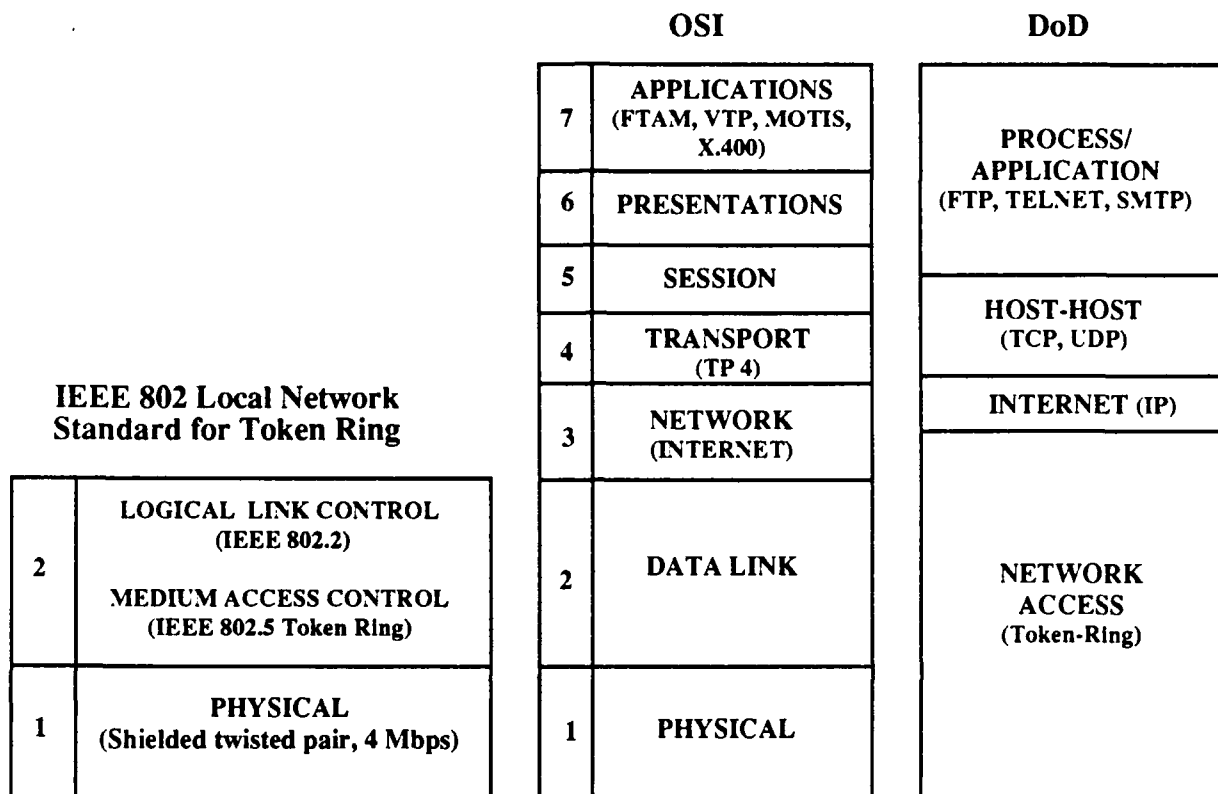 OSI
DoD
7
APPLICATIONS
(FTAM, VTP, MOTIS,
X.400)
6
PRESENTATIONS
5
SESSION
4
TRANSPORT
(TP 4)
3
NETWORK
(INTERNET)
2
DATA LINK
1
PHYSICAL
PROCESS/
APPLICATION
(FTP, TELNET, SMTP)
HOST-HOST
(TCP, UDP)
INTERNET (IP)
NETWORK
ACCESS
(Token-Ring)
IEEE 802 Local Network
Standard for Token Ring
2
LOGICAL LINK CONTROL
(IEEE 802.2)
MEDIUM ACCESS CONTROL
(IEEE 802.5 Token Ring)
1
PHYSICAL
(Shielded twisted pair, 4 Mbps)